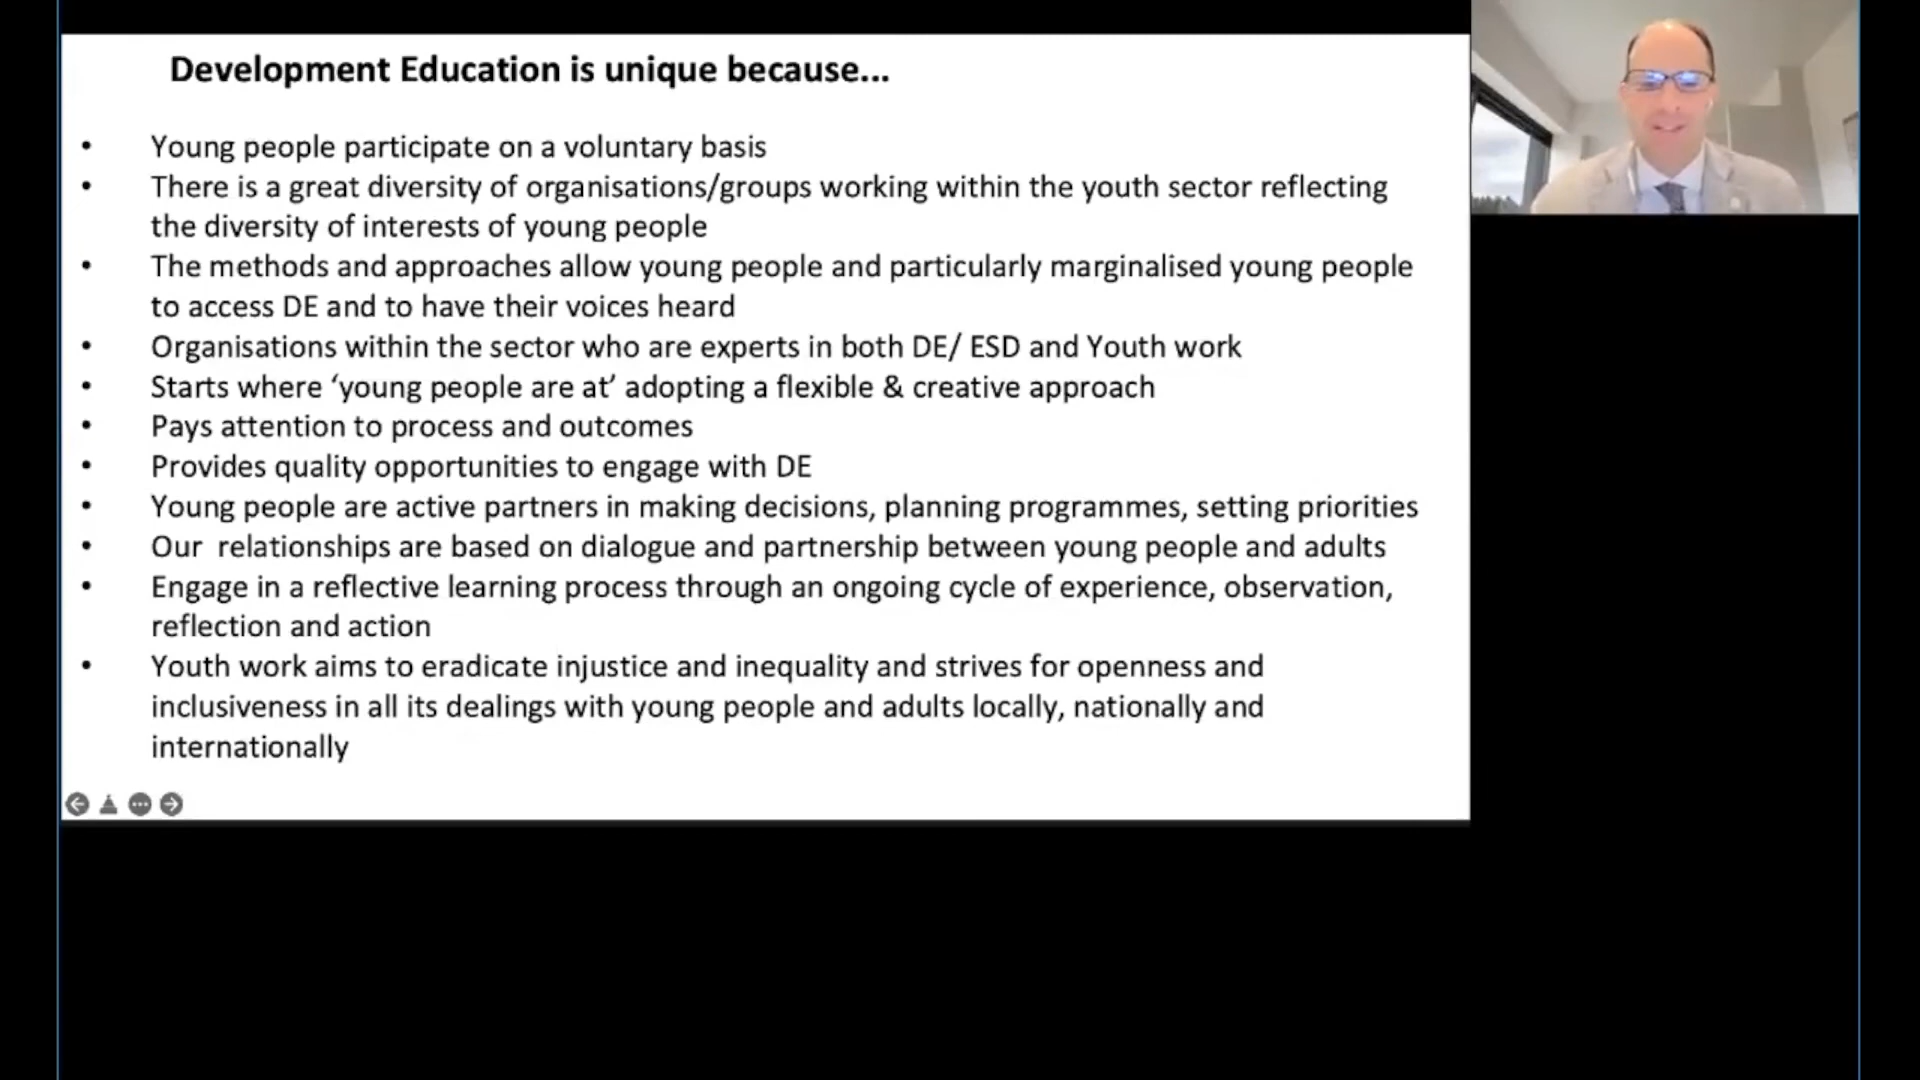 Development Education is unique because...
• Young people participate on a voluntary basis
• There is a great diversity of organisations/groups working within the youth sector reflecting
the diversity of interests of young people
• The methods and approaches allow young people and particularly marginalised young people
to access DE and to have their voices heard
• Organisations within the sector who are experts in both DE/ ESD and Youth work
• Starts where ‘young people are at’ adopting a flexible & creative approach
• Pays attention to process and outcomes
• Provides quality opportunities to engage with DE
• Young people are active partners in making decisions, planning programmes, setting priorities
• Our  relationships are based on dialogue and partnership between young people and adults
• Engage in a reflective learning process through an ongoing cycle of experience, observation,
reflection and action
• Youth work aims to eradicate injustice and inequality and strives for openness and
inclusiveness in all its dealings with young people and adults locally, nationally and
internationally